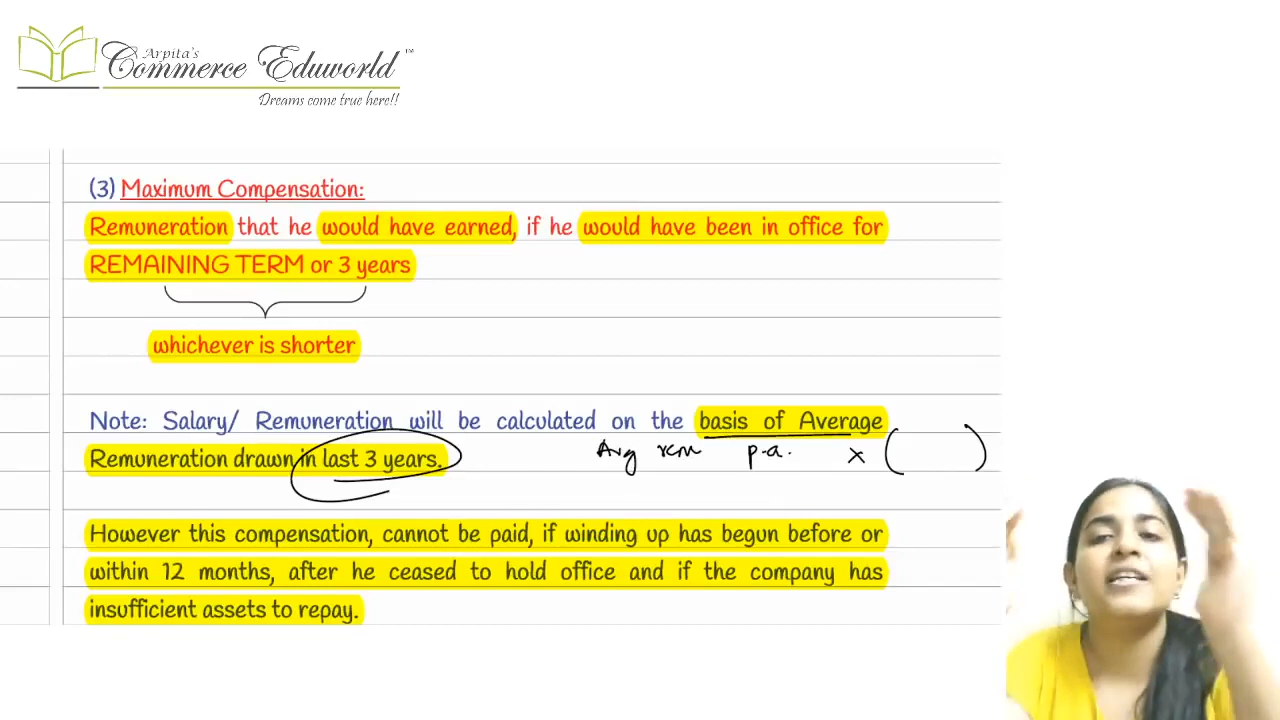 Arpita's
Commerce Eduworld™
Dreams come true here!!
(3) Maximum Compensation:
Remuneration that he would have earned, if he would have been in office for
REMAINING TERM or 3 years
whichever is shorter
Note: Salary/ Remuneration will be calculated on the basis of Average
Remuneration drawn in last 3 years.
Avg rem p.a. x ( )
However this compensation, cannot be paid, if winding up has begun before or
within 12 months, after he ceased to hold office and if the company has
insufficient assets to repay.